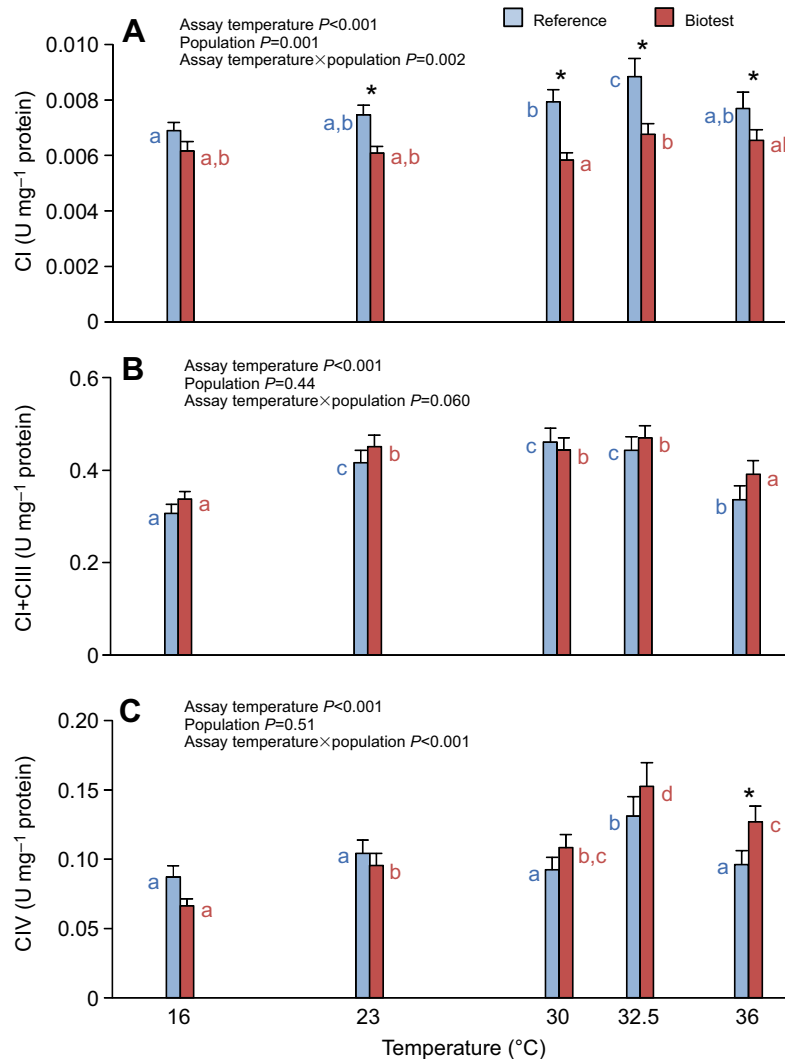 Reference Biotest
A
Assay temperature P<0.001
Population P=0.001
Assay temperature×population P=0.002
CI (U mg–1 protein)
0.010
0.008
0.006
0.004
0.002
0
a
a,b
a,b
*
a,b
b
*
a
c
*
b
a,b
*
B
Assay temperature P<0.001
Population P=0.44
Assay temperature×population P=0.060
CI+CIII (U mg–1 protein)
0.6
0.4
0.2
0
a
a
c
b
c
b
c
b
b
a
C
Assay temperature P<0.001
Population P=0.51
Assay temperature×population P<0.001
CIV (U mg–1 protein)
0.20
0.15
0.10
0.05
0
a
a
a
b
a
b,c
b
d
a
*
c
16 23 30 32.5 36
Temperature (°C)